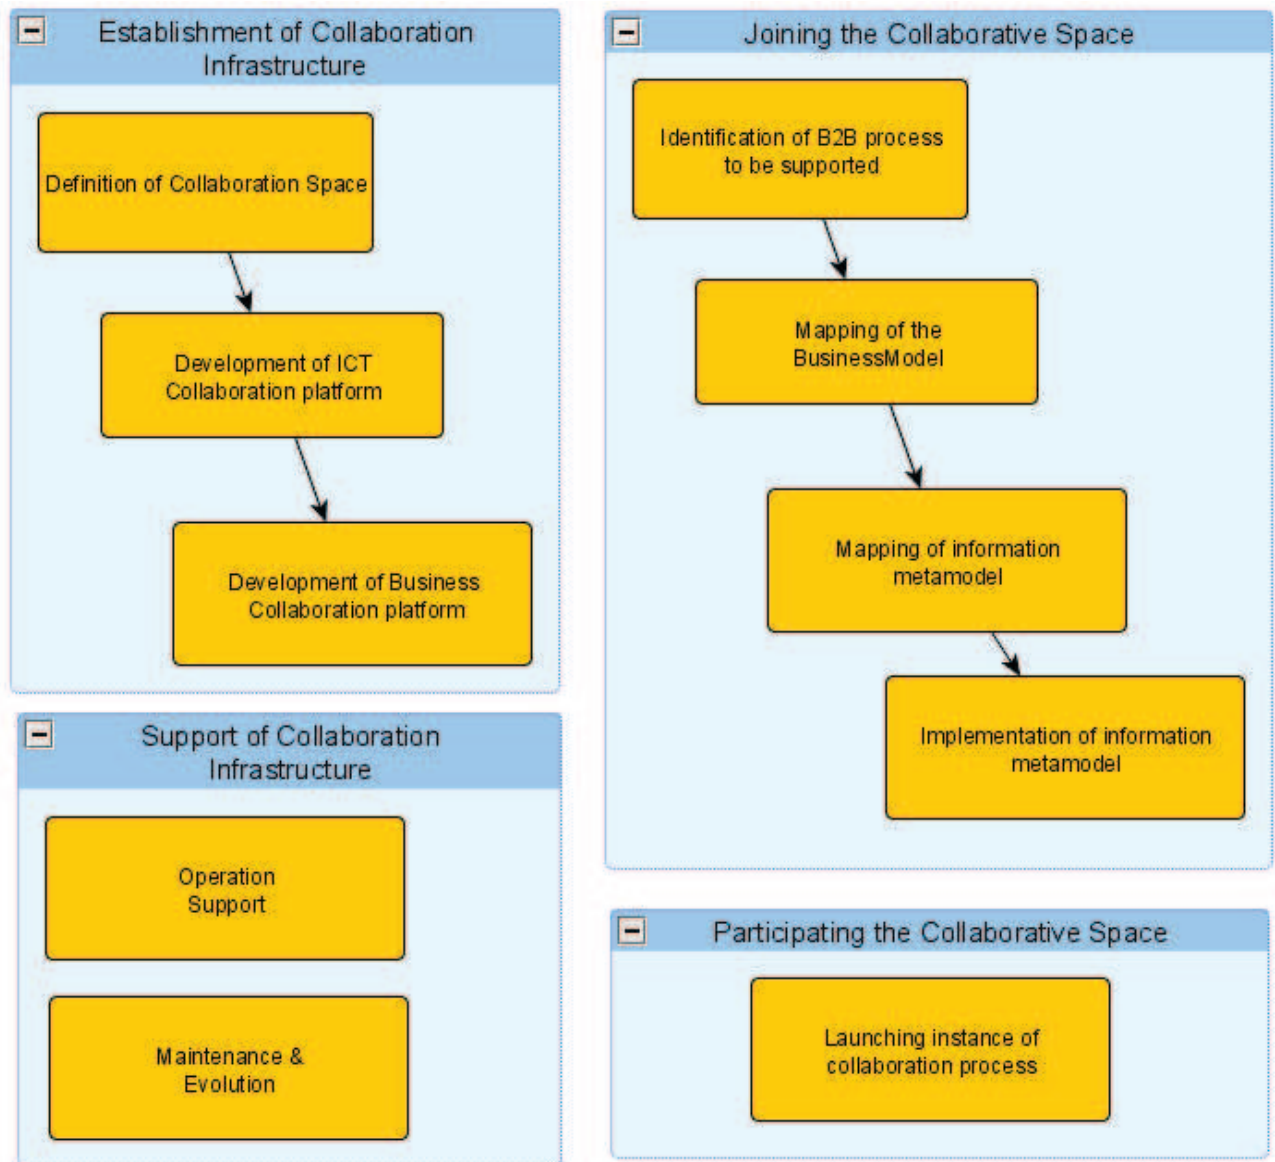 Establishment of Collaboration
Infrastructure
Definition of Collaboration Space
Development of ICT
Collaboration platform
Development of Business
Collaboration platform
Joining the Collaborative Space
Identification of B2B process
to be supported
Mapping of the
BusinessModel
Mapping of information
metamodel
Implementation of information
metamodel
Support of Collaboration
Infrastructure
Operation
Support
Maintenance &
Evolution
Participating the Collaborative Space
Launching instance of
collaboration process